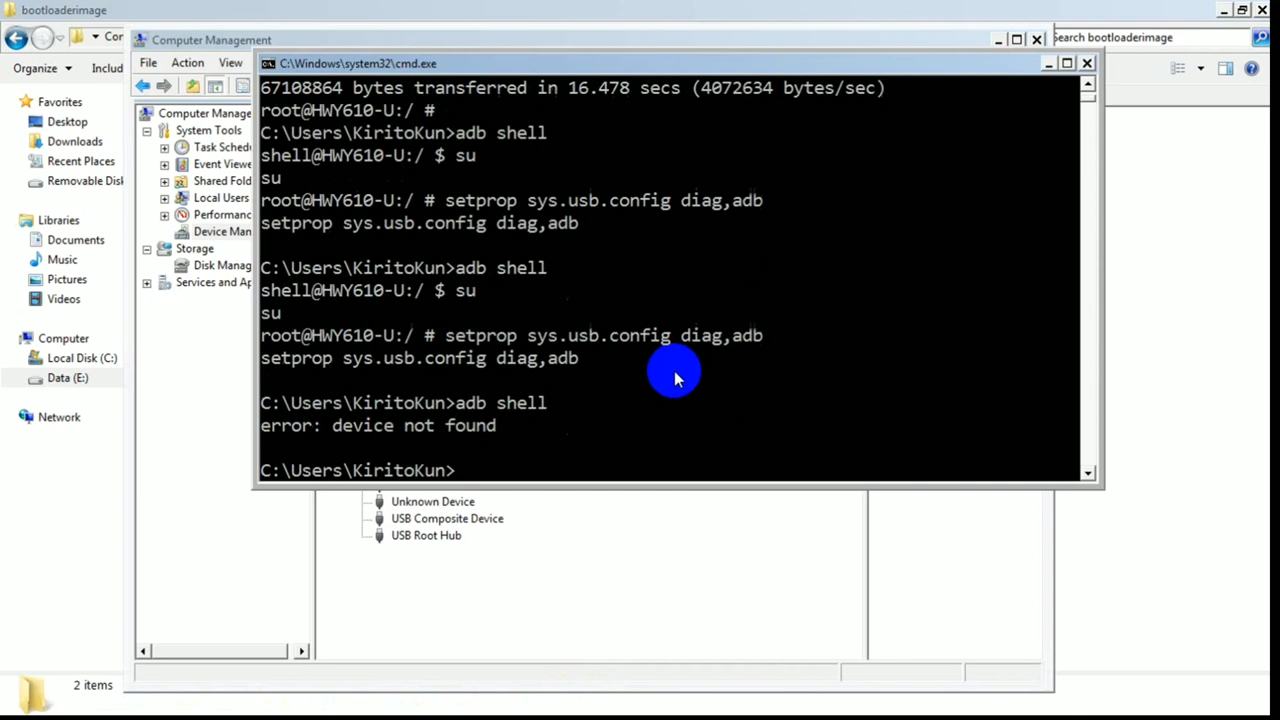 bootloaderimage
Com
Search bootloaderimage
Organize
Includ
Favorites
Desktop
Downloads
Recent Places
Removable Disk
Libraries
Documents
Music
Pictures
Videos
Computer
Local Disk (C:)
Data (E:)
Network
2 items
Computer Management
File Action View
Computer Manage
System Tools
Task Schedu
Event Viewe
Shared Fold
Local Users
Performanc
Device Man
Storage
Disk Manag
Services and Ap
C:\Windows\system32\cmd.exe
67108864 bytes transferred in 16.478 secs (4072634 bytes/sec)
root@HWY610-U:/ #
C:\Users\KiritoKun>adb shell
shell@HWY610-U:/ $ su
su
root@HWY610-U:/ # setprop sys.usb.config diag,adb
setprop sys.usb.config diag,adb
C:\Users\KiritoKun>adb shell
shell@HWY610-U:/ $ su
su
root@HWY610-U:/ # setprop sys.usb.config diag,adb
setprop sys.usb.config diag,adb
C:\Users\KiritoKun>adb shell
error: device not found
C:\Users\KiritoKun>
Unknown Device
USB Composite Device
USB Root Hub